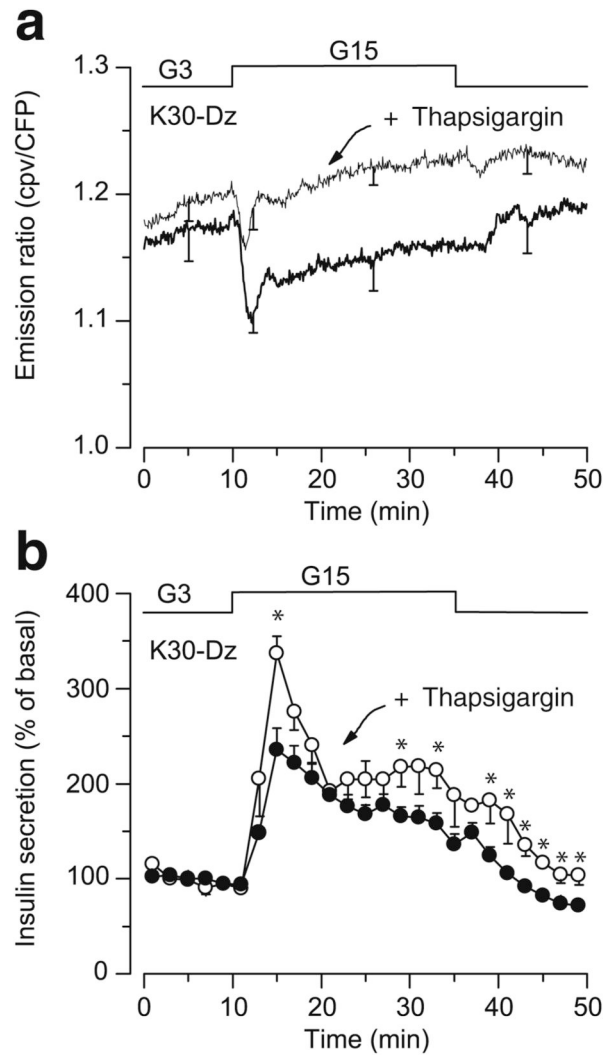 a
G3
G15
K30-Dz
+ Thapsigargin
Emission ratio (cpv/CFP)
1.3
1.2
1.1
1.0
0 10 20 30 40 50
Time (min)
b
G3
G15
K30-Dz
+ Thapsigargin
Insulin secretion (% of basal)
400
300
200
100
0
* * * * * * * * *
0 10 20 30 40 50
Time (min)